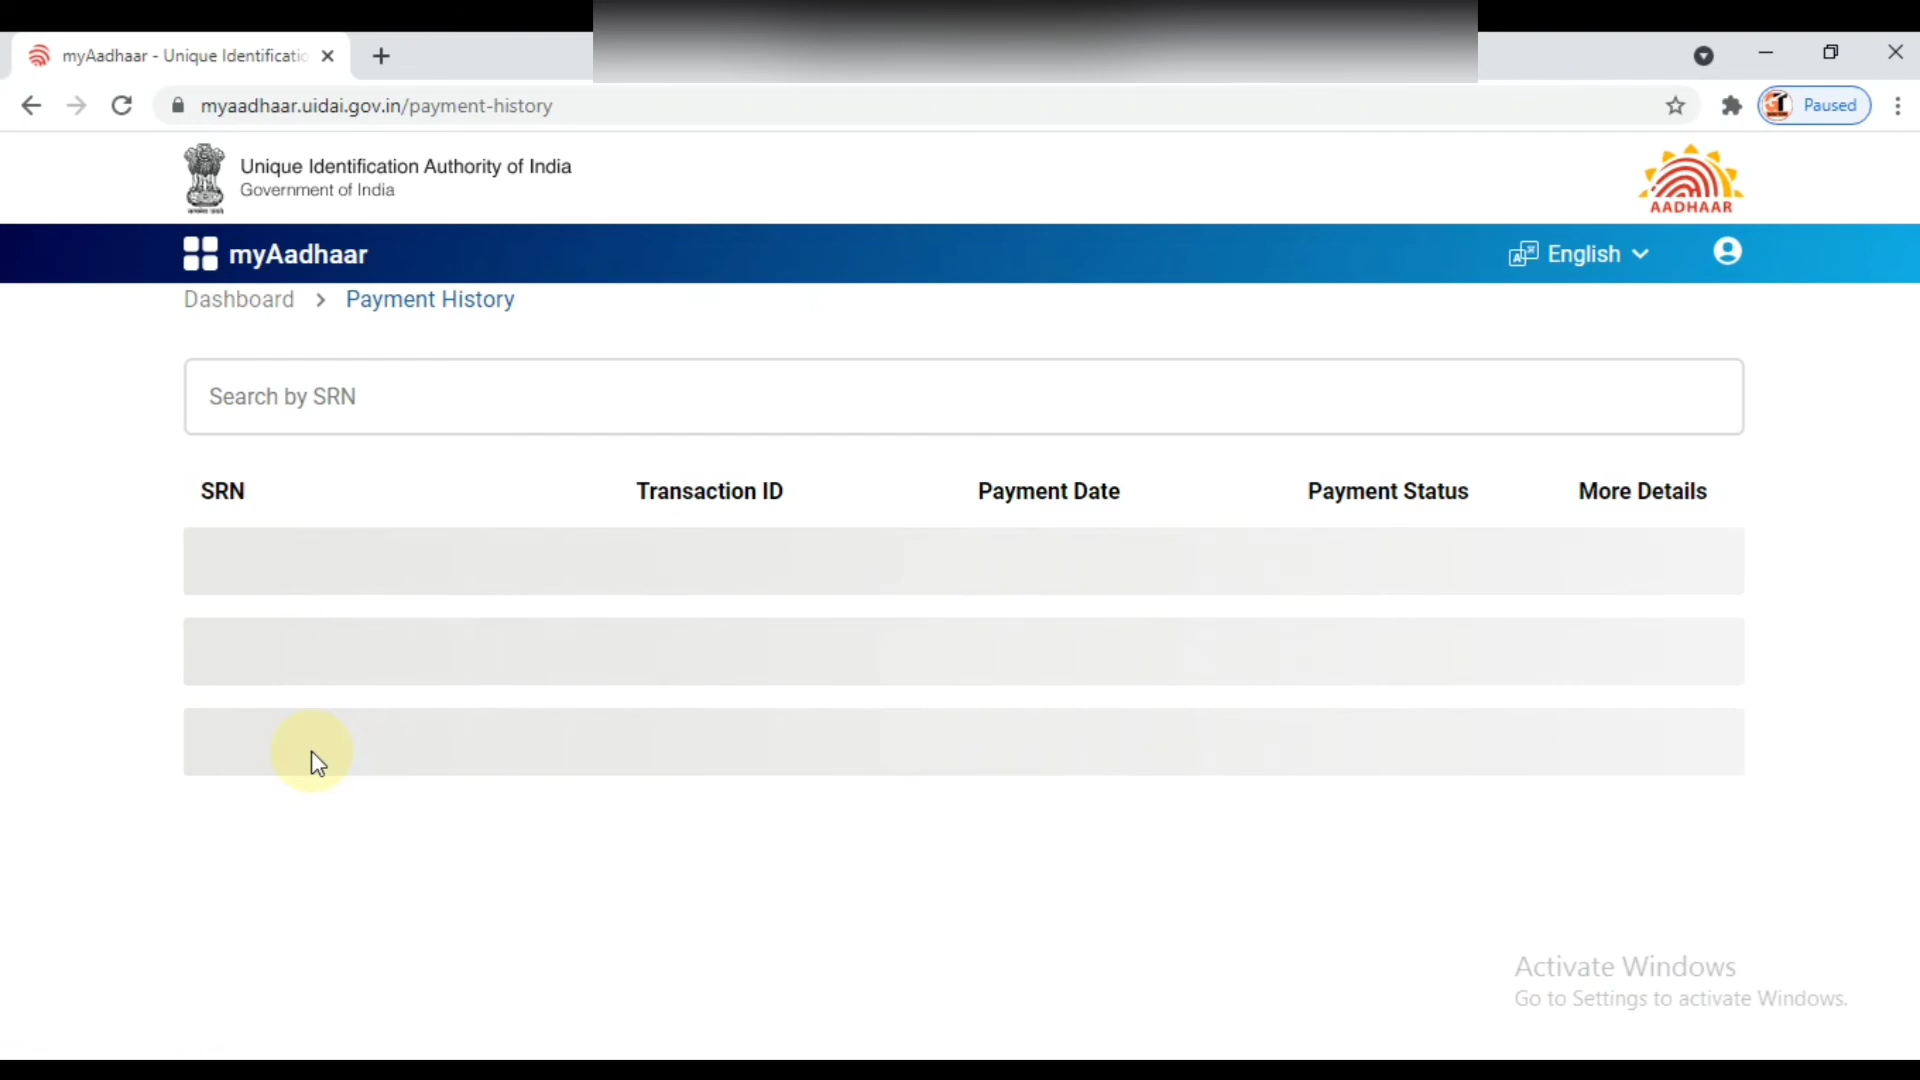 myAadhaar - Unique Identificatio
myaadhaar.uidai.gov.in/payment-history
Paused
Unique Identification Authority of India
Government of India
AADHAAR
myAadhaar
English
Dashboard > Payment History
Search by SRN
SRN Transaction ID Payment Date Payment Status More Details
Activate Windows
Go to Settings to activate Windows.